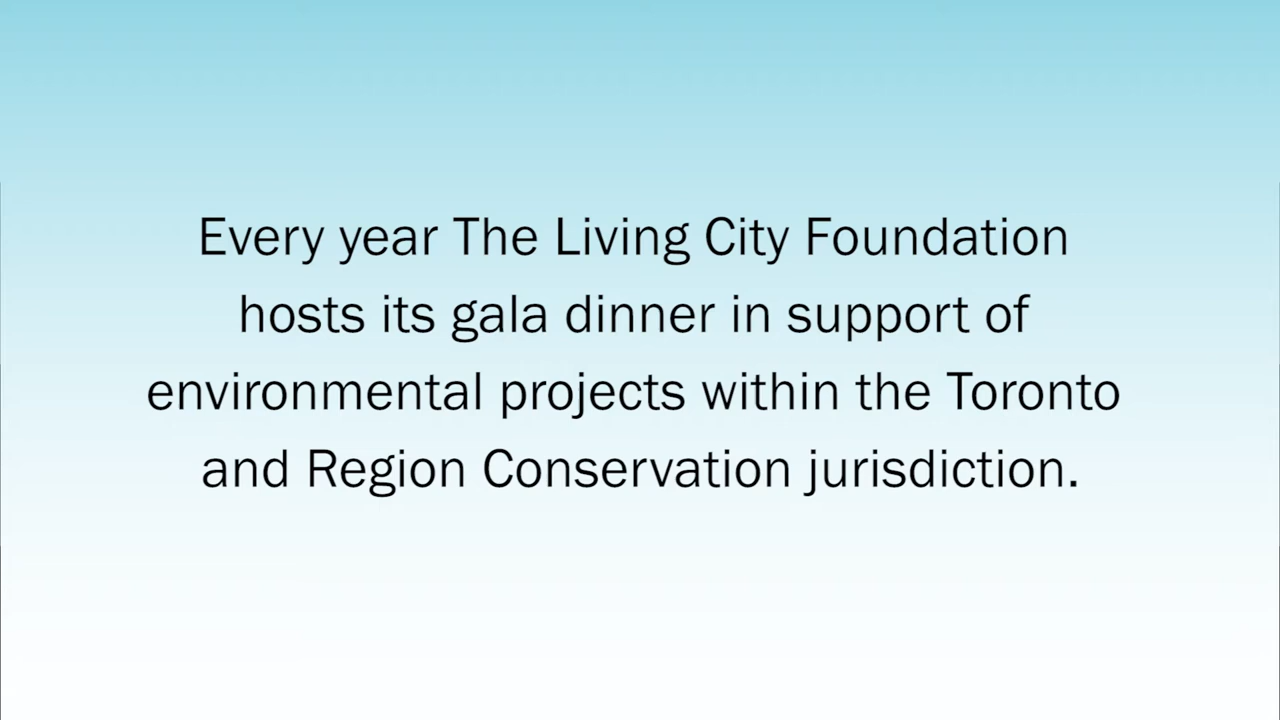 Every year The Living City Foundation
hosts its gala dinner in support of
environmental projects within the Toronto
and Region Conservation jurisdiction.